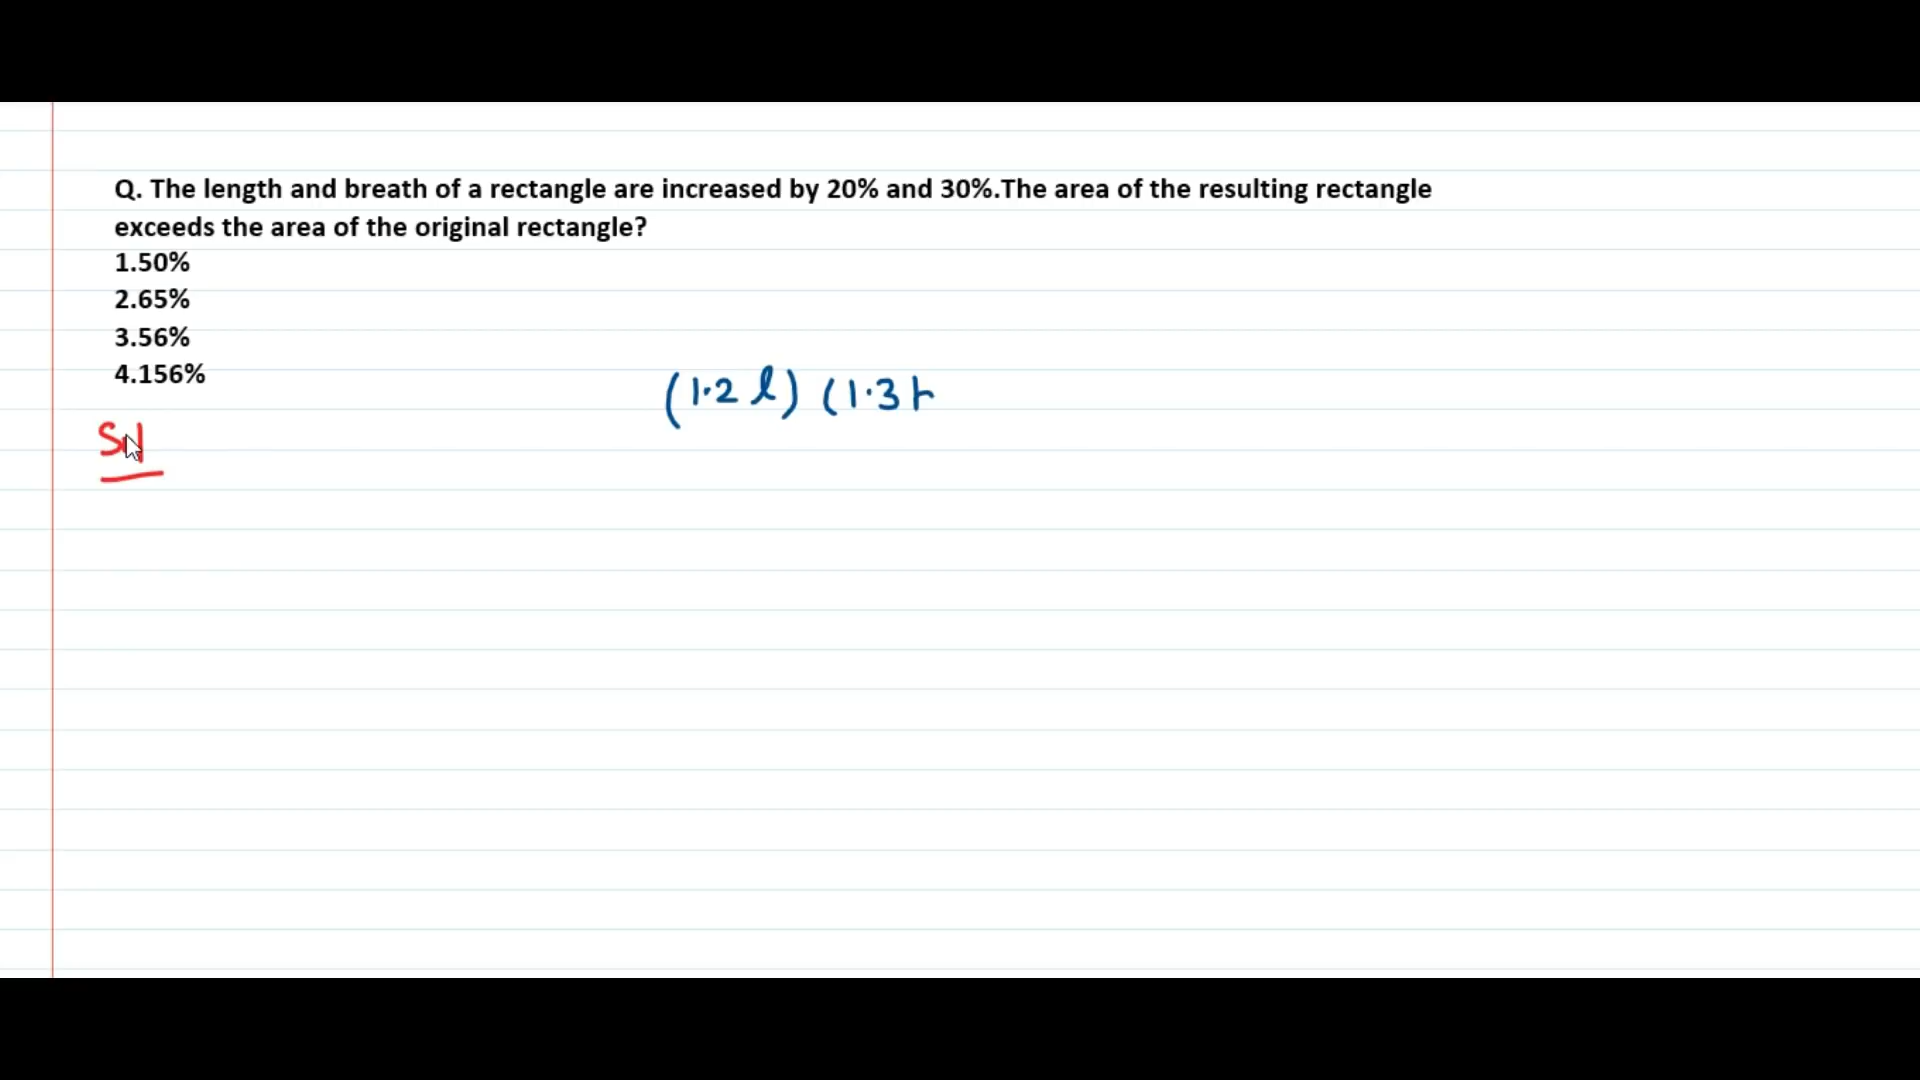 Q. The length and breath of a rectangle are increased by 20% and 30%.The area of the resulting rectangle
exceeds the area of the original rectangle?
1.50%
2.65%
3.56%
4.156%
(1.2 l) (1.3